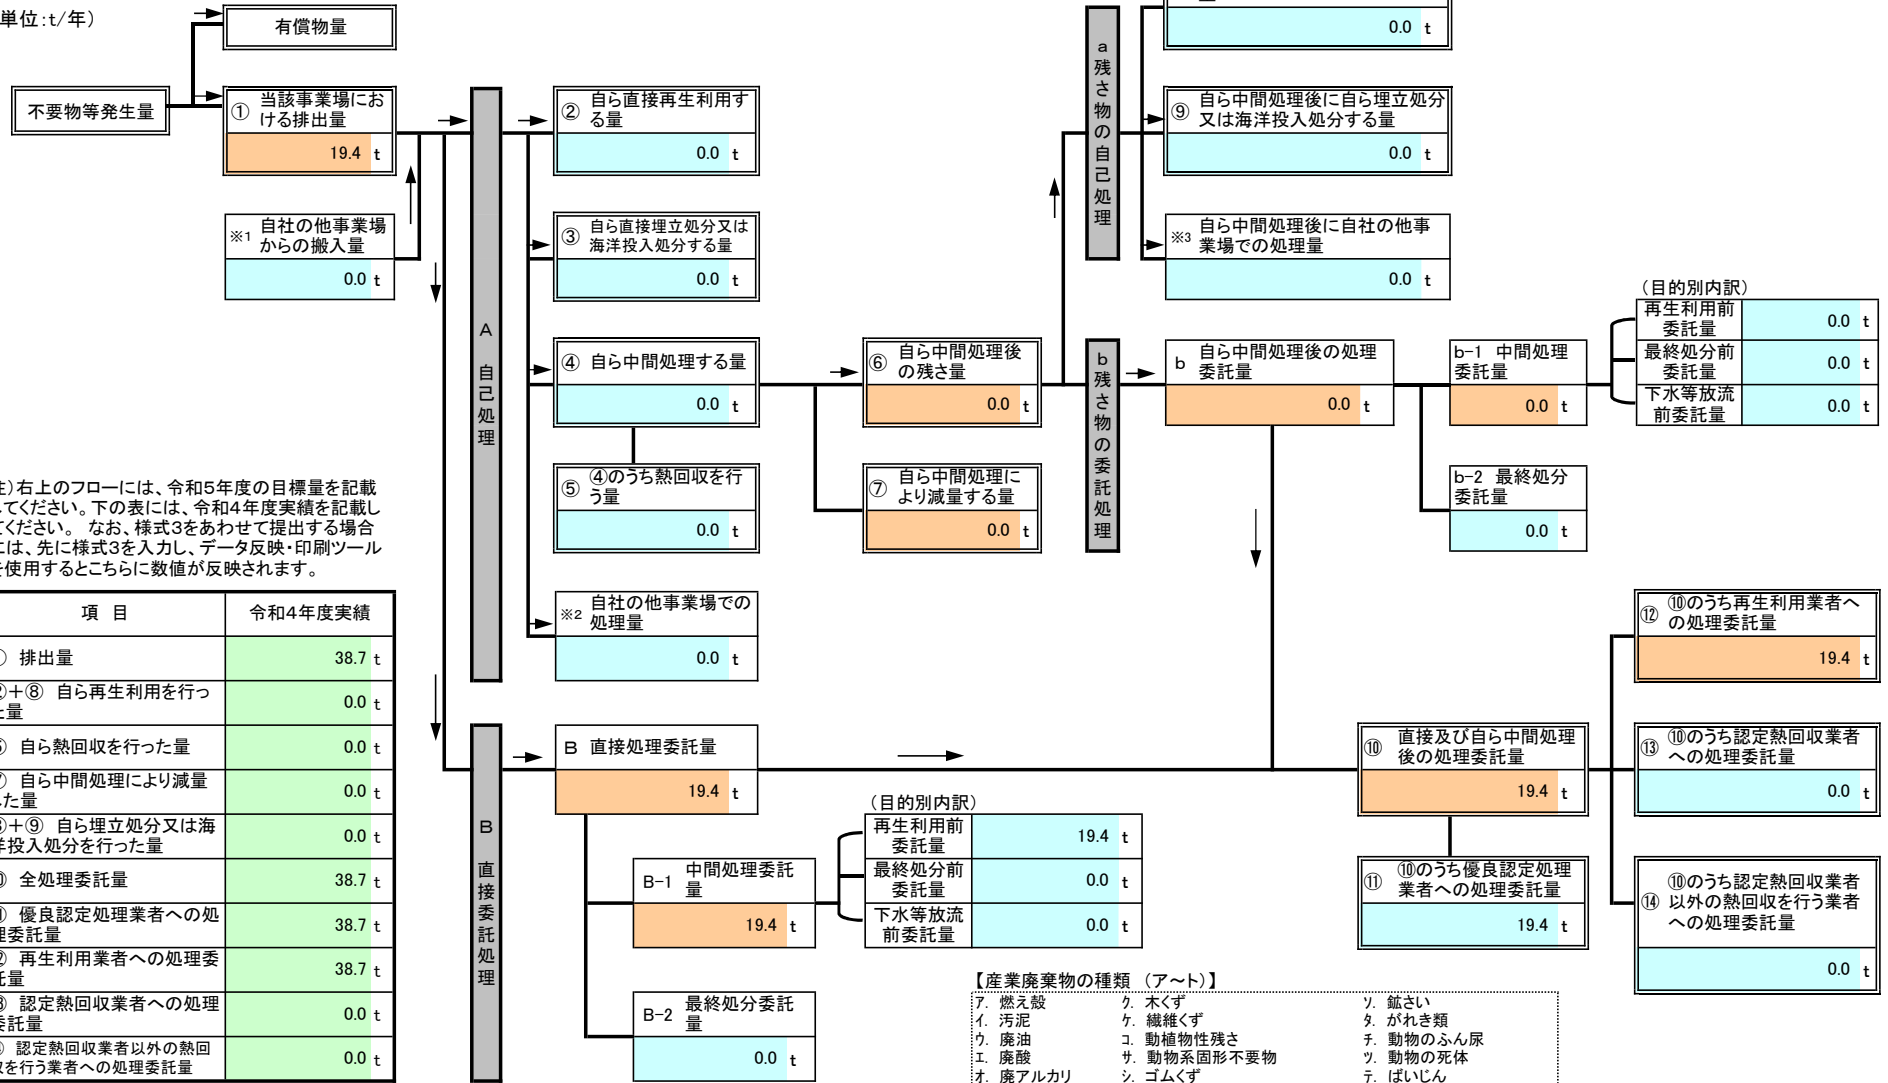 単位：t/年）
有償物量
不要物等発生量
① 当該事業場にお
ける排出量
19.4 t
※1 自社の他事業場
からの搬入量
0.0 t
A 自己処理
② 自ら直接再生利用す
る量
0.0 t
③ 自ら直接埋立処分又は
海洋投入処分する量
0.0 t
④ 自ら中間処理する量
0.0 t
⑤ ④のうち熱回収を行
う量
0.0 t
※2 自社の他事業場での
処理量
0.0 t
⑥ 自ら中間処理後
の残さ量
0.0 t
⑦ 自ら中間処理に
より減量する量
0.0 t
a 残さ物の自己処理
0.0 t
⑨ 自ら中間処理後に自ら埋立処分
又は海洋投入処分する量
0.0 t
※3 自ら中間処理後に自社の他事
業場での処理量
0.0 t
b 残さ物の委託処理
b 自ら中間処理後の処理
委託量
0.0 t
b-1 中間処理
委託量
0.0 t
b-2 最終処分
委託量
0.0 t
（目的別内訳）
再生利用前
委託量
0.0 t
最終処分前
委託量
0.0 t
下水等放流
前委託量
0.0 t
）右上のフローには、令和５年度の目標量を記載
してください。下の表には、令和４年度実績を記載し
てください。 なお、様式３をあわせて提出する場合
には、先に様式３を入力し、データ反映・印刷ツール
を使用するとこちらに数値が反映されます。
項 目 令和４年度実績
排出量 38.7 t
＋⑧ 自ら再生利用を行っ
た量 0.0 t
自ら熱回収を行った量 0.0 t
自ら中間処理により減量
した量 0.0 t
＋⑨ 自ら埋立処分又は海
洋投入処分を行った量 0.0 t
全処理委託量 38.7 t
優良認定処理業者への処
理委託量 38.7 t
再生利用業者への処理委
託量 38.7 t
認定熱回収業者への処理
委託量 0.0 t
認定熱回収業者以外の熱回
収を行う業者への処理委託量 0.0 t
B 直接委託処理
B 直接処理委託量
19.4 t
B-1 中間処理委託
量
19.4 t
B-2 最終処分委託
量
0.0 t
（目的別内訳）
再生利用前
委託量
19.4 t
最終処分前
委託量
0.0 t
下水等放流
前委託量
0.0 t
⑩ 直接及び自ら中間処理
後の処理委託量
19.4 t
⑪ ⑩のうち優良認定処理
業者への処理委託量
19.4 t
⑫ ⑩のうち再生利用業者へ
の処理委託量
19.4 t
⑬ ⑩のうち認定熱回収業者
への処理委託量
0.0 t
⑭ ⑩のうち認定熱回収業者
以外の熱回収を行う業者
への処理委託量
0.0 t
【産業廃棄物の種類 （ア～ト）】
ア. 燃え殻 ク. 木くず ソ. 鉱さい
イ. 汚泥 ケ. 繊維くず タ. がれき類
ウ. 廃油 コ. 動植物性残さ チ. 動物のふん尿
エ. 廃酸 サ. 動物系固形不要物 ツ. 動物の死体
オ. 廃アルカリ シ. ゴムくず テ. ばいじん